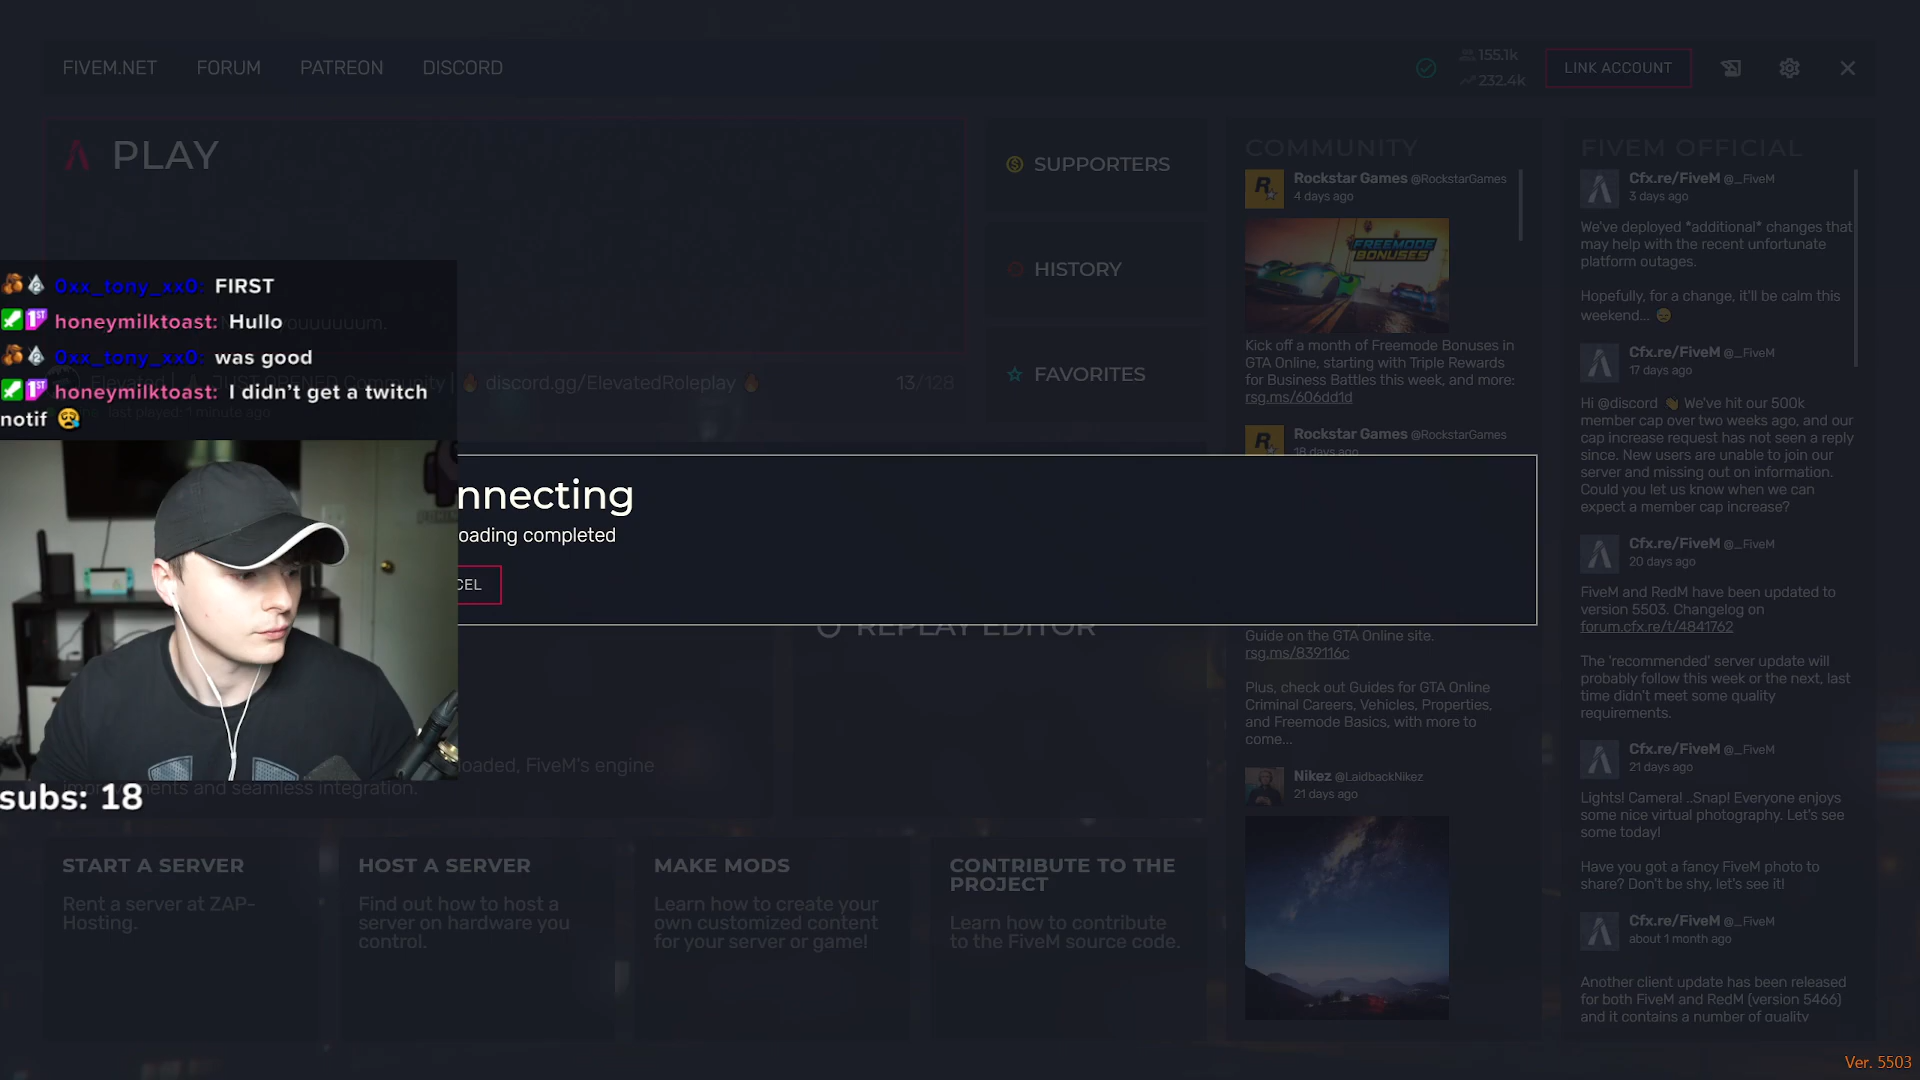 FIVEM.NET FORUM PATREON DISCORD
155.1k
232.4k
LINK ACCOUNT
PLAY
0xx_tony_xx0: FIRST
honeymilktoast: Hullo
youuuuuum.
0xx_tony_xx0: was good
honeymilktoast: I didn't get a twitch
notif 😢
discord.gg/ElevatedRoleplay
13/128
last played: 1 minute ago
nnecting
oading completed
CEL
REPLAY EDITOR
oaded, FiveM's engine
and seamless integration.
subs: 18
START A SERVER
Rent a server at ZAP-
Hosting.
HOST A SERVER
Find out how to host a
server on hardware you
control.
MAKE MODS
Learn how to create your
own customized content
for your server or game!
CONTRIBUTE TO THE
PROJECT
Learn how to contribute
to the FiveM source code.
SUPPORTERS
HISTORY
FAVORITES
COMMUNITY
Rockstar Games @RockstarGames
4 days ago
FREEMODE
BONUSES
Kick off a month of Freemode Bonuses in
GTA Online, starting with Triple Rewards
for Business Battles this week, and more:
rsg.ms/606dd1d
Rockstar Games @RockstarGames
18 days ago
Guide on the GTA Online site.
rsg.ms/839116c
Plus, check out Guides for GTA Online
Criminal Careers, Vehicles, Properties,
and Freemode Basics, with more to
come...
Nikez @LaidbackNikez
21 days ago
FIVEM OFFICIAL
Cfx.re/FiveM @_FiveM
3 days ago
We've deployed *additional* changes that
may help with the recent unfortunate
platform outages.
Hopefully, for a change, it'll be calm this
weekend... 😔
Cfx.re/FiveM @_FiveM
17 days ago
Hi @discord 👋 We've hit our 500k
member cap over two weeks ago, and our
cap increase request has not seen a reply
since. New users are unable to join our
server and missing out on information.
Could you let us know when we can
expect a member cap increase?
Cfx.re/FiveM @_FiveM
20 days ago
FiveM and RedM have been updated to
version 5503. Changelog on
forum.cfx.re/t/4841762
The 'recommended' server update will
probably follow this week or the next, last
time didn't meet some quality
requirements.
Cfx.re/FiveM @_FiveM
21 days ago
Lights! Camera! ..Snap! Everyone enjoys
some nice virtual photography. Let's see
some today!
Have you got a fancy FiveM photo to
share? Don't be shy, let's see it!
Cfx.re/FiveM @_FiveM
about 1 month ago
Another client update has been released
for both FiveM and RedM (version 5466)
and it contains a number of quality
Ver. 5503